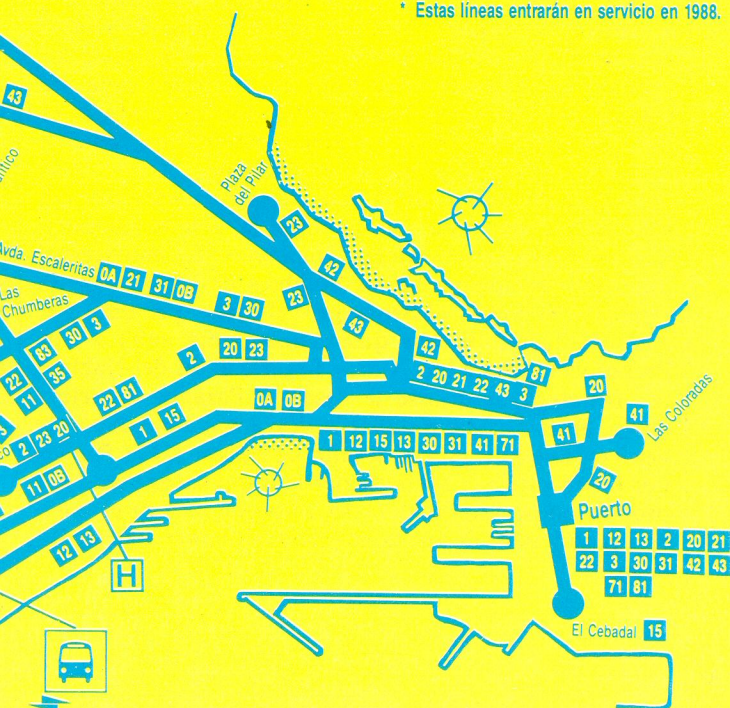 * Estas líneas entrarán en servicio en 1988.
43
Plaza
del Pilar
23
42
Avda. Escaleritas 0A 21 31 0B
3 30
23
43
Las
Chumberas
30 3
83
35
22
11
2
20 23
42
2 20 21 22 43 3
81
20
41
Las Coloradas
22 81
0A 0B
1 15
1 12 15 13 30 31 41 71
41
2 23 20
11 0B
20
Puerto
1 12 13 2 20 21
22 3 30 31 42 43
71 81
12 13
H
El Cebadal 15